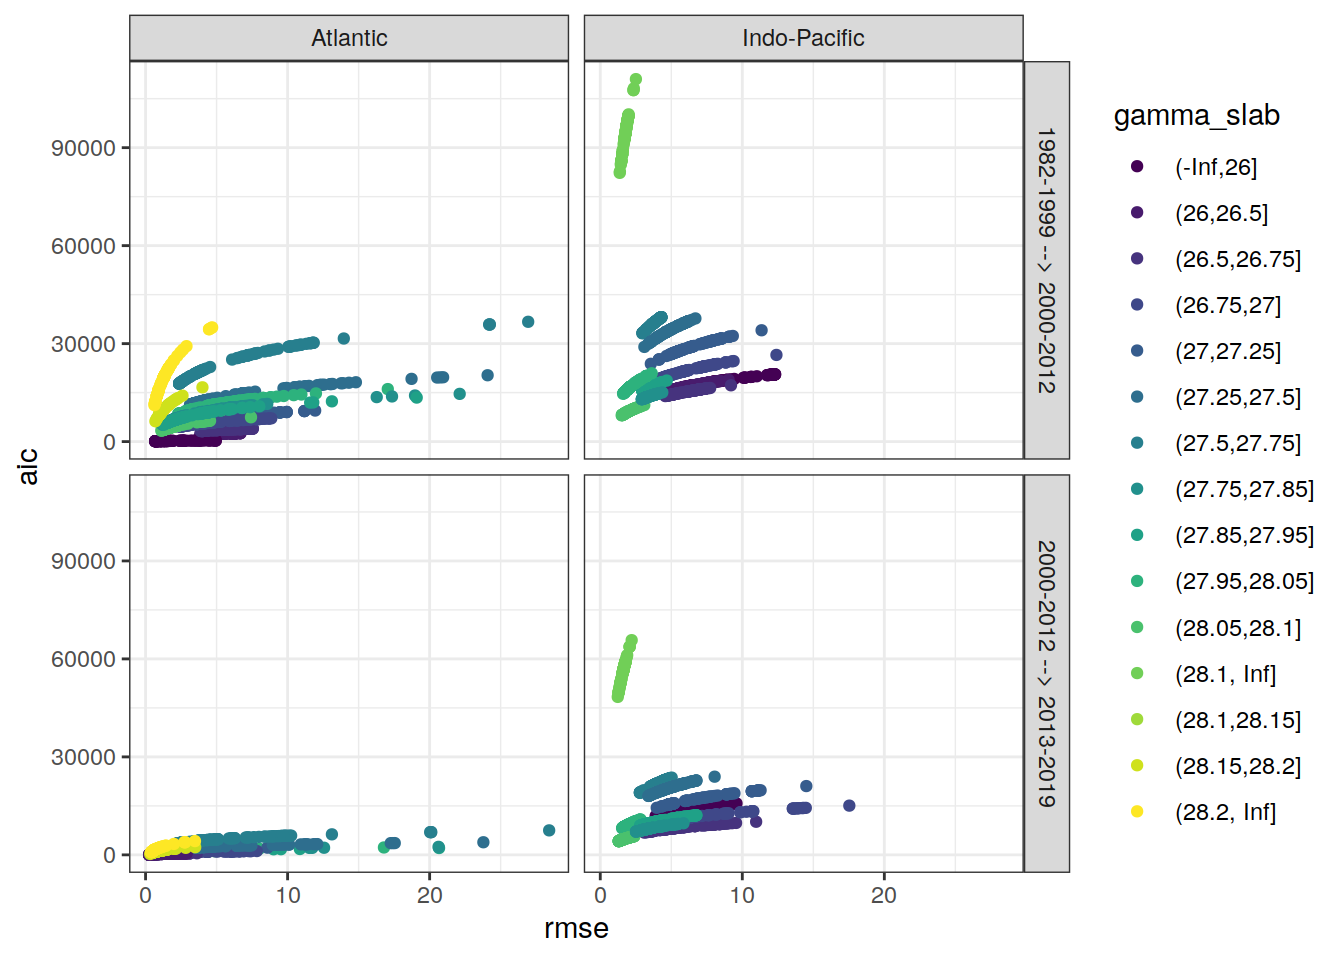 Atlantic
Indo-Pacific
1982-1999 --> 2000-2012
2000-2012 --> 2013-2019
aic
90000
60000
30000
0
90000
60000
30000
0
0
10
20
0
10
20
rmse
gamma_slab
(-Inf,26]
(26,26.5]
(26.5,26.75]
(26.75,27]
(27,27.25]
(27.25,27.5]
(27.5,27.75]
(27.75,27.85]
(27.85,27.95]
(27.95,28.05]
(28.05,28.1]
(28.1, Inf]
(28.1,28.15]
(28.15,28.2]
(28.2, Inf]